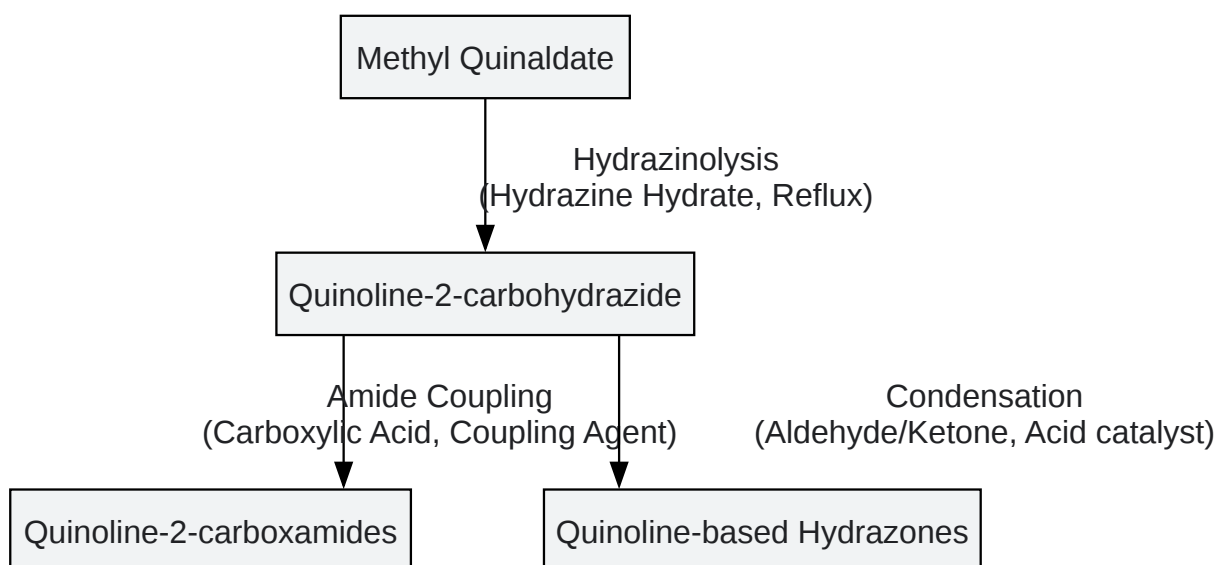 Methyl Quinaldate
Hydrazinolysis
(Hydrazine Hydrate, Reflux)
Quinoline-2-carbohydrazide
Amide Coupling
(Carboxylic Acid, Coupling Agent)
Condensation
(Aldehyde/Ketone, Acid catalyst)
Quinoline-2-carboxamides
Quinoline-based Hydrazones